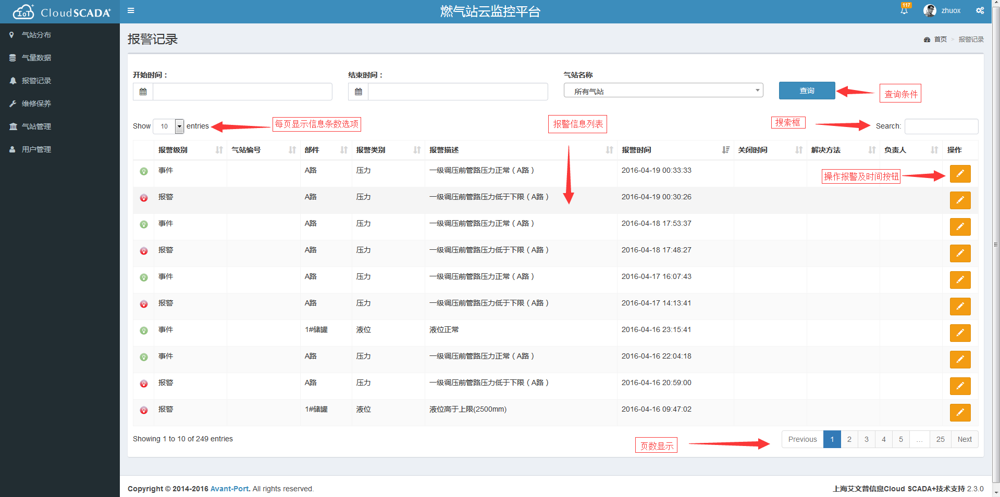 IoT CloudSCADA+
燃气站云监控平台
117
zhuox
气站分布
气量数据
报警记录
维修保养
气站管理
用户管理
报警记录
首页 > 报警记录
开始时间：
结束时间：
气站名称
所有气站
查询
查询条件
Show 10 entries
每页显示信息条数选项
报警信息列表
搜索框
Search:
报警级别 气站编号 部件 报警类别 报警描述 报警时间 关闭时间 解决方法 负责人 操作
事件 A路 压力 一级调压前管路压力正常（A路） 2016-04-19 00:33:33
操作报警及时间按钮
报警 A路 压力 一级调压前管路压力低于下限（A路） 2016-04-19 00:30:26
事件 A路 压力 一级调压前管路压力正常（A路） 2016-04-18 17:53:37
报警 A路 压力 一级调压前管路压力低于下限（A路） 2016-04-18 17:48:27
事件 A路 压力 一级调压前管路压力正常（A路） 2016-04-17 16:07:43
报警 A路 压力 一级调压前管路压力低于下限（A路） 2016-04-17 14:13:41
事件 1#储罐 液位 液位正常 2016-04-16 23:15:41
事件 A路 压力 一级调压前管路压力正常（A路） 2016-04-16 22:04:18
报警 A路 压力 一级调压前管路压力低于下限（A路） 2016-04-16 20:59:00
报警 1#储罐 液位 液位高于上限(2500mm) 2016-04-16 09:47:02
Showing 1 to 10 of 249 entries
页数显示
Previous 1 2 3 4 5 … 25 Next
Copyright © 2014-2016 Avant-Port. All rights reserved.
上海艾文普信息Cloud SCADA+技术支持 2.3.0